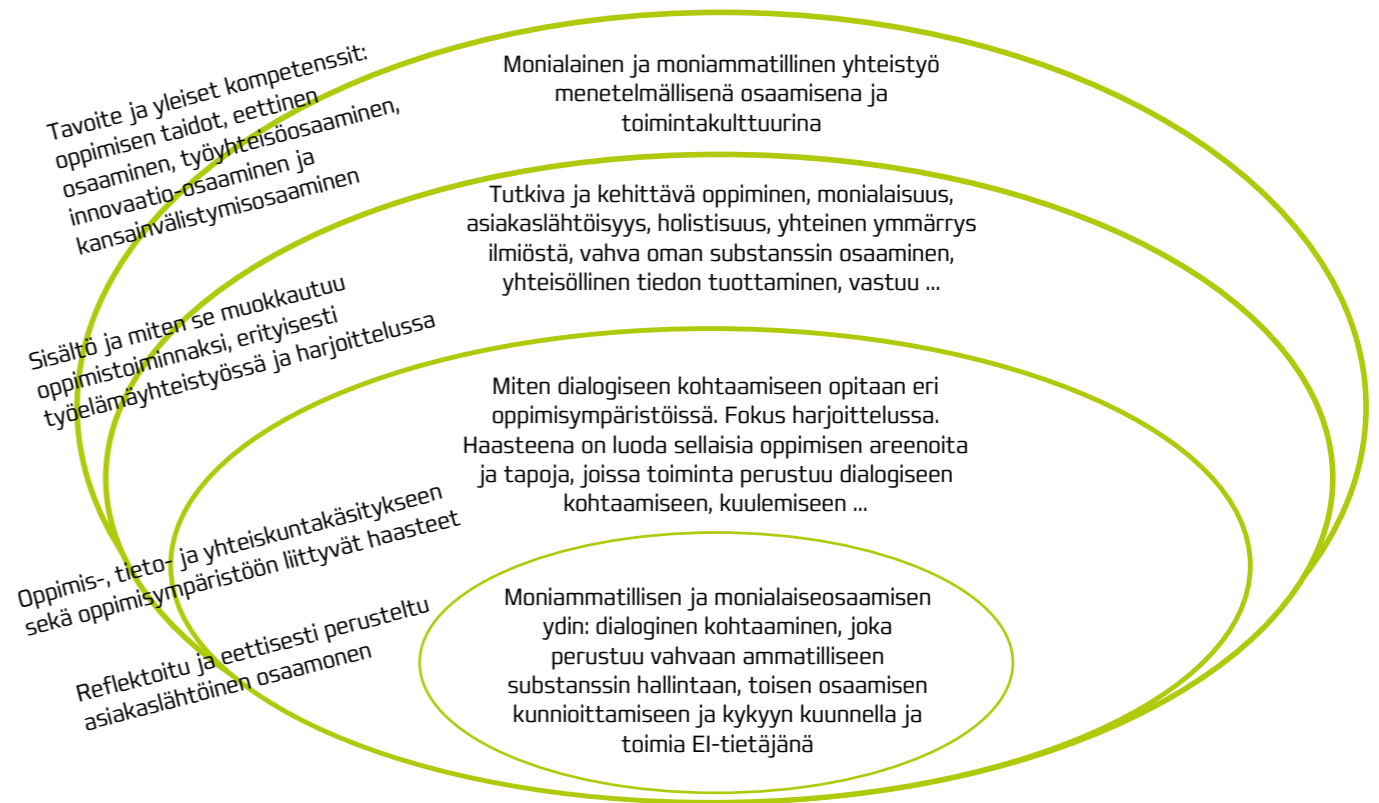 Tavoite ja yleiset kompetenssit:
oppimisen taidot, eettinen
osaaminen, työyhteisöosaaminen,
innovaatio-osaaminen ja
kansainvälistymisosaaminen
Monialainen ja moniammatillinen yhteistyö
menetelmällisenä osaamisena ja
toimintakulttuurina
Sisältö ja miten se muokkautuu
oppimistoiminnaksi, erityisesti
työelämäyhteistyössä ja harjoittelussa
Tutkiva ja kehittävä oppiminen, monialaisuus,
asiakaslähtöisyys, holistisuus, yhteinen ymmärrys
ilmiöstä, vahva oman substanssin osaaminen,
yhteisöllinen tiedon tuottaminen, vastuu ...
Oppimis-, tieto- ja yhteiskuntakäsitykseen
sekä oppimisympäristöön liittyvät haasteet
Miten dialogiseen kohtaamiseen opitaan eri
oppimisympäristöissä. Fokus harjoittelussa.
Haasteena on luoda sellaisia oppimisen areenoita
ja tapoja, joissa toiminta perustuu dialogiseen
kohtaamiseen, kuulemiseen ...
Reflektoitu ja eettisesti perusteltu
asiakaslähtöinen osaamonen
Moniammatillisen ja monialaiseosaamisen
ydin: dialoginen kohtaaminen, joka
perustuu vahvaan ammatilliseen
substanssin hallintaan, toisen osaamisen
kunnioittamiseen ja kykyyn kuunnella ja
toimia EI-tietäjänä